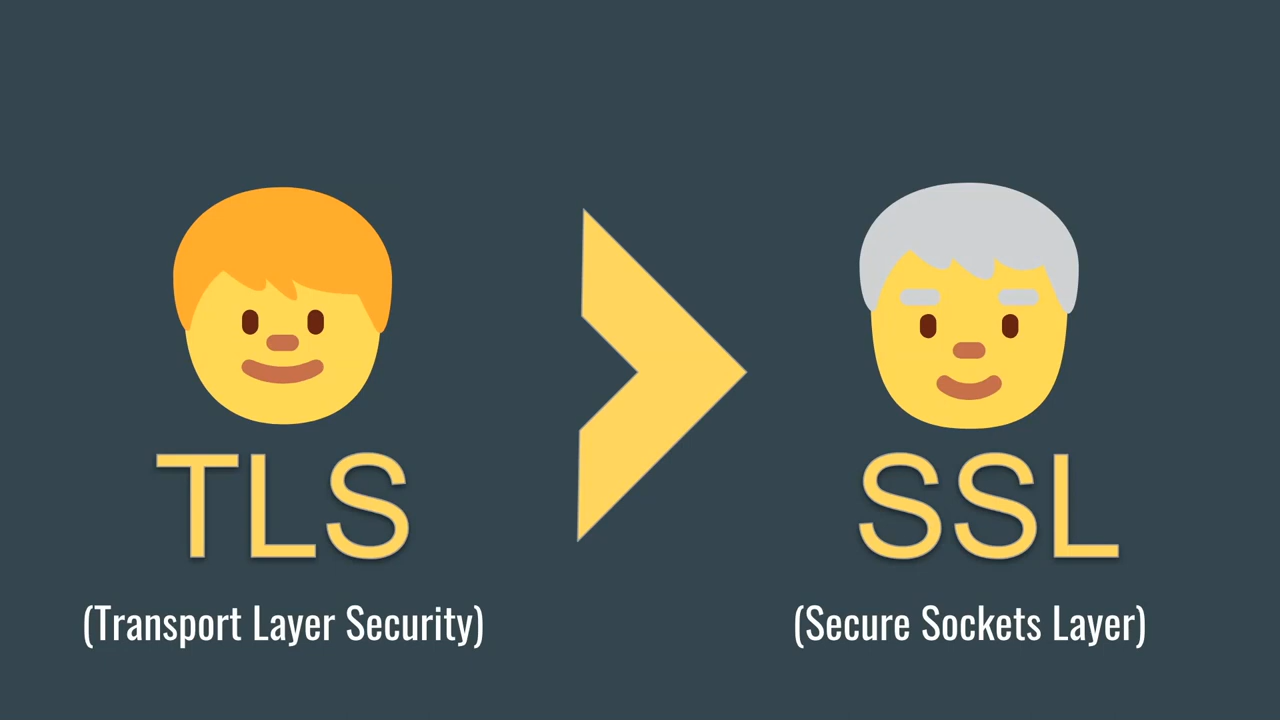 TLS
SSL
(Transport Layer Security)
(Secure Sockets Layer)